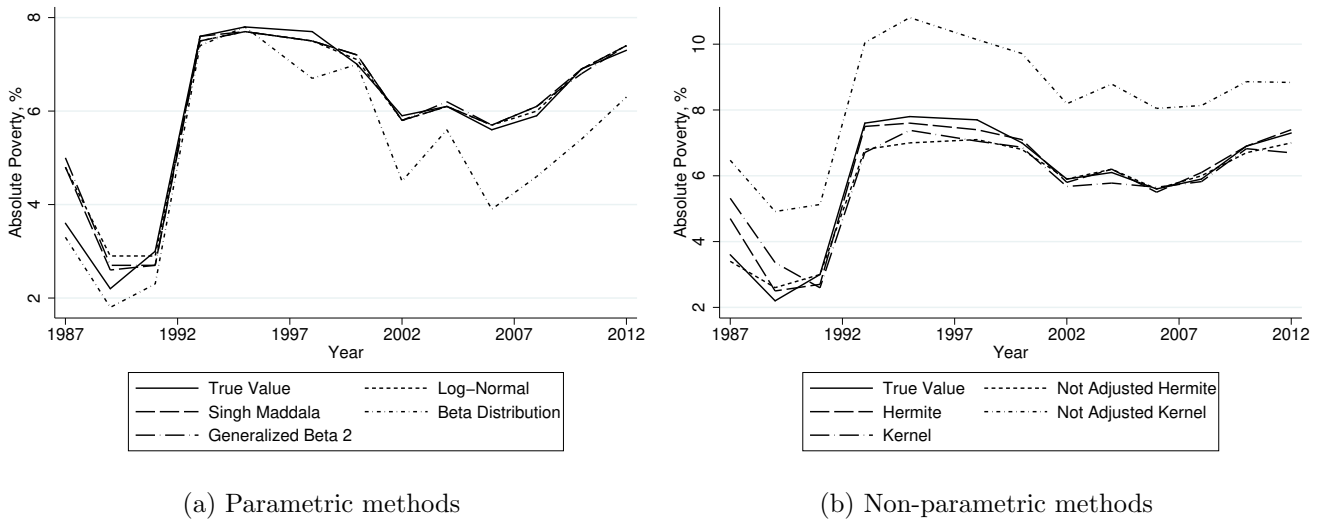 Absolute Poverty, %
8
6
4
2
1987 1992 1997 2002 2007 2012
Year
True Value Log−Normal
Singh Maddala Beta Distribution
Generalized Beta 2
(a) Parametric methods
Absolute Poverty, %
10
8
6
4
2
1987 1992 1997 2002 2007 2012
Year
True Value Not Adjusted Hermite
Hermite Not Adjusted Kernel
Kernel
(b) Non-parametric methods